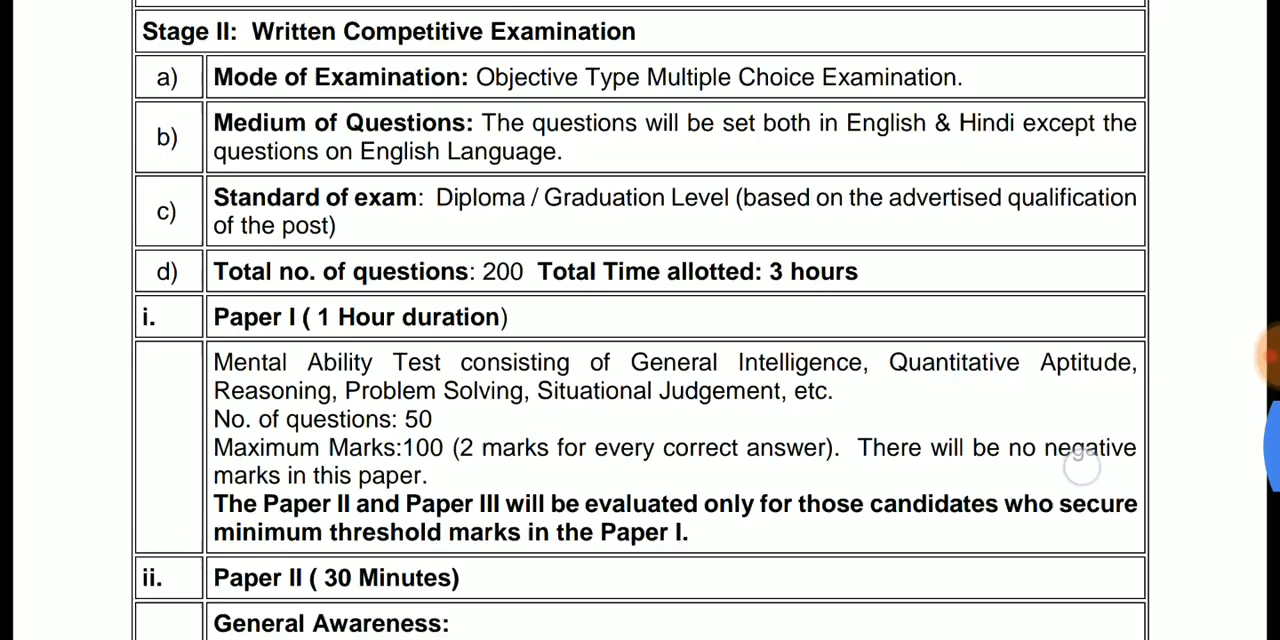 Stage II: Written Competitive Examination
a) Mode of Examination: Objective Type Multiple Choice Examination.
b) Medium of Questions: The questions will be set both in English & Hindi except the
questions on English Language.
c) Standard of exam: Diploma / Graduation Level (based on the advertised qualification
of the post)
d) Total no. of questions: 200 Total Time allotted: 3 hours
i. Paper I ( 1 Hour duration)
Mental Ability Test consisting of General Intelligence, Quantitative Aptitude,
Reasoning, Problem Solving, Situational Judgement, etc.
No. of questions: 50
Maximum Marks:100 (2 marks for every correct answer). There will be no negative
marks in this paper.
The Paper II and Paper III will be evaluated only for those candidates who secure
minimum threshold marks in the Paper I.
ii. Paper II ( 30 Minutes)
General Awareness: